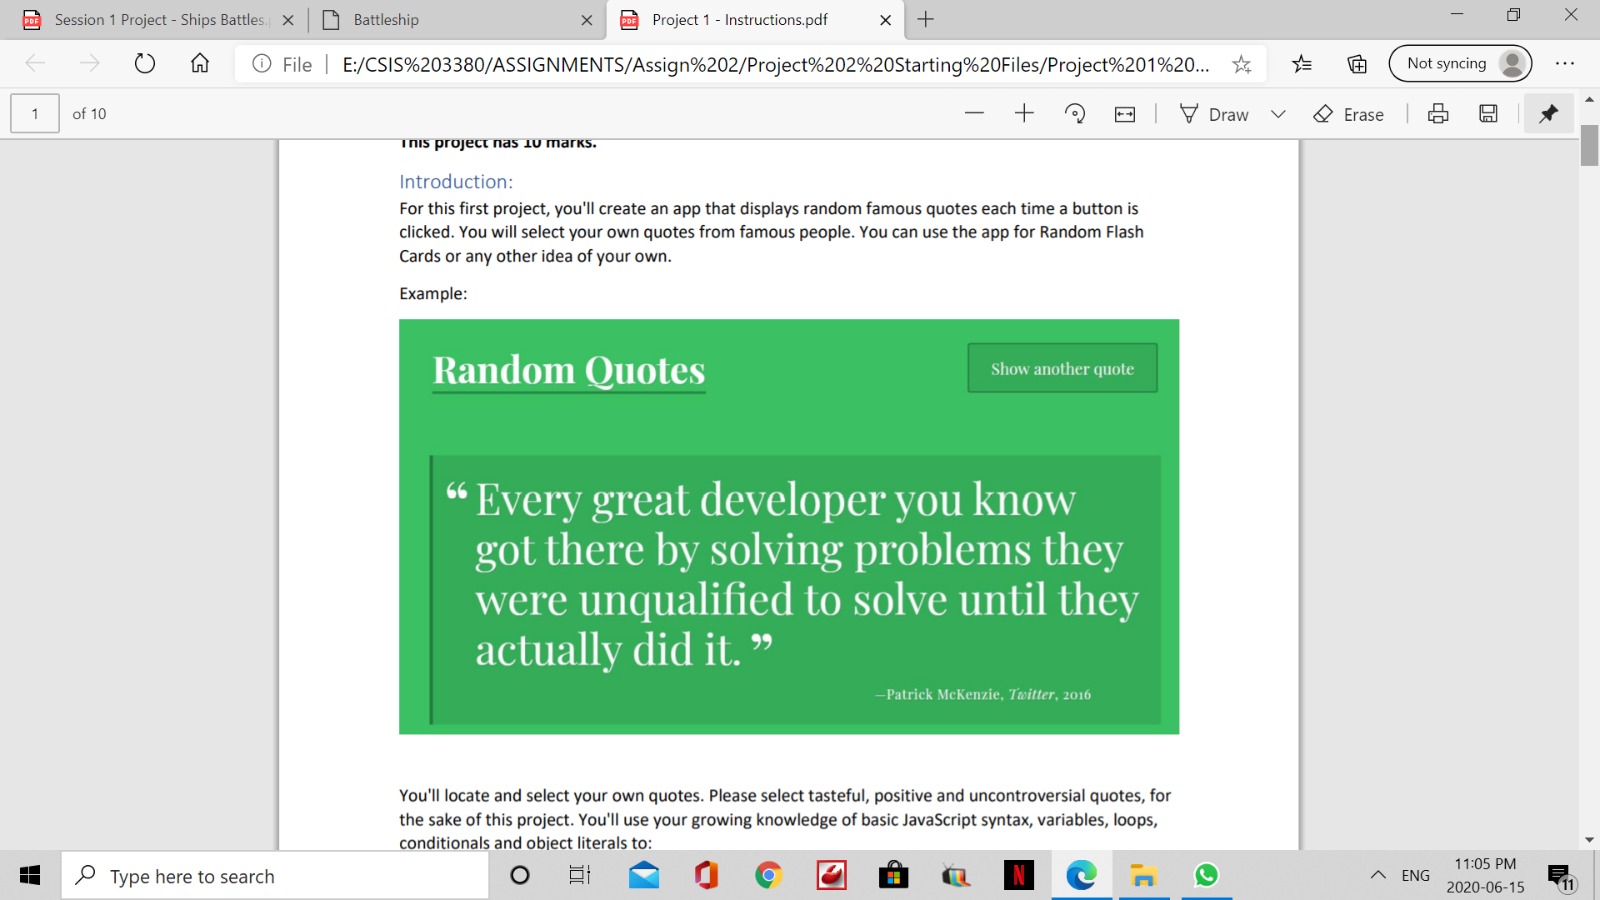 Session 1 Project - Ships Battles.
Battleship
Project 1 - Instructions.pdf
File
E:/CSIS%203380/ASSIGNMENTS/Assign%202/Project%202%20Starting%20Files/Project%201%20...
Not syncing
1 of 10
Draw
Erase
This project has 10 marks.
Introduction:
For this first project, you'll create an app that displays random famous quotes each time a button is
clicked. You will select your own quotes from famous people. You can use the app for Random Flash
Cards or any other idea of your own.
Example:
Random Quotes
Show another quote
“ Every great developer you know
got there by solving problems they
were unqualified to solve until they
actually did it. ”
—Patrick McKenzie, Twitter, 2016
You'll locate and select your own quotes. Please select tasteful, positive and uncontroversial quotes, for
the sake of this project. You'll use your growing knowledge of basic JavaScript syntax, variables, loops,
conditionals and object literals to:
Type here to search
ENG
11:05 PM
2020-06-15
11